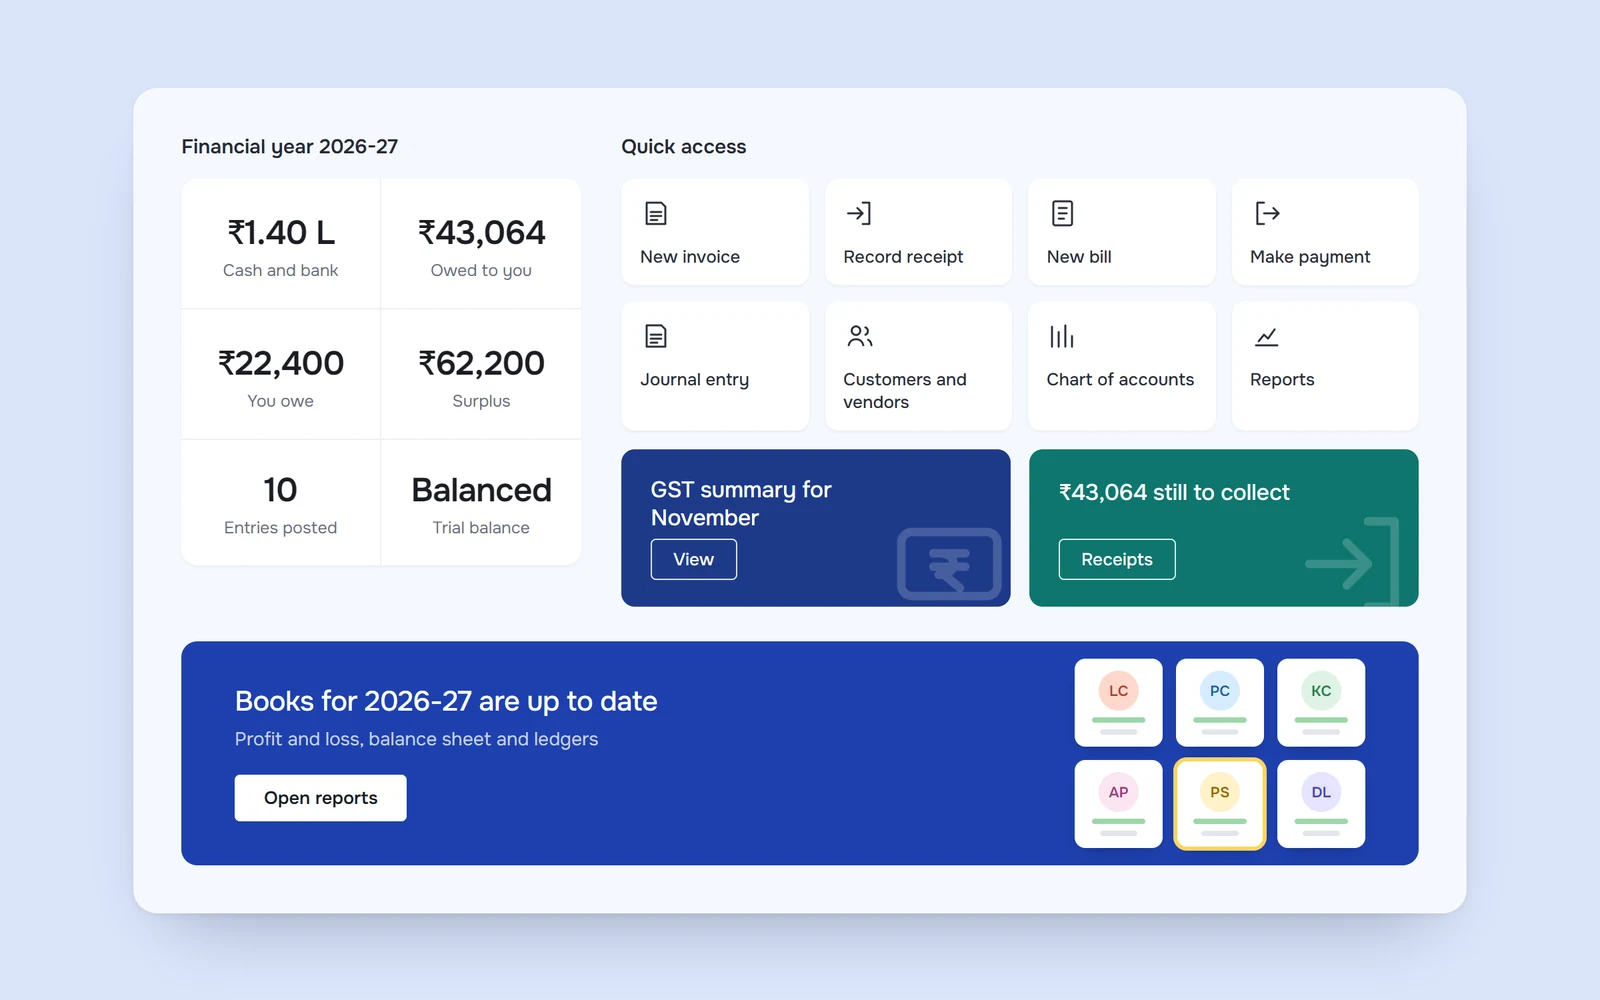 Financial year 2026-27
₹1.40 L
Cash and bank
₹43,064
Owed to you
₹22,400
You owe
₹62,200
Surplus
10
Entries posted
Balanced
Trial balance
Quick access
New invoice
Record receipt
New bill
Make payment
Journal entry
Customers and
vendors
Chart of accounts
Reports
GST summary for
November
View
₹
₹43,064 still to collect
Receipts
Books for 2026-27 are up to date
Profit and loss, balance sheet and ledgers
Open reports
LC
PC
KC
AP
PS
DL